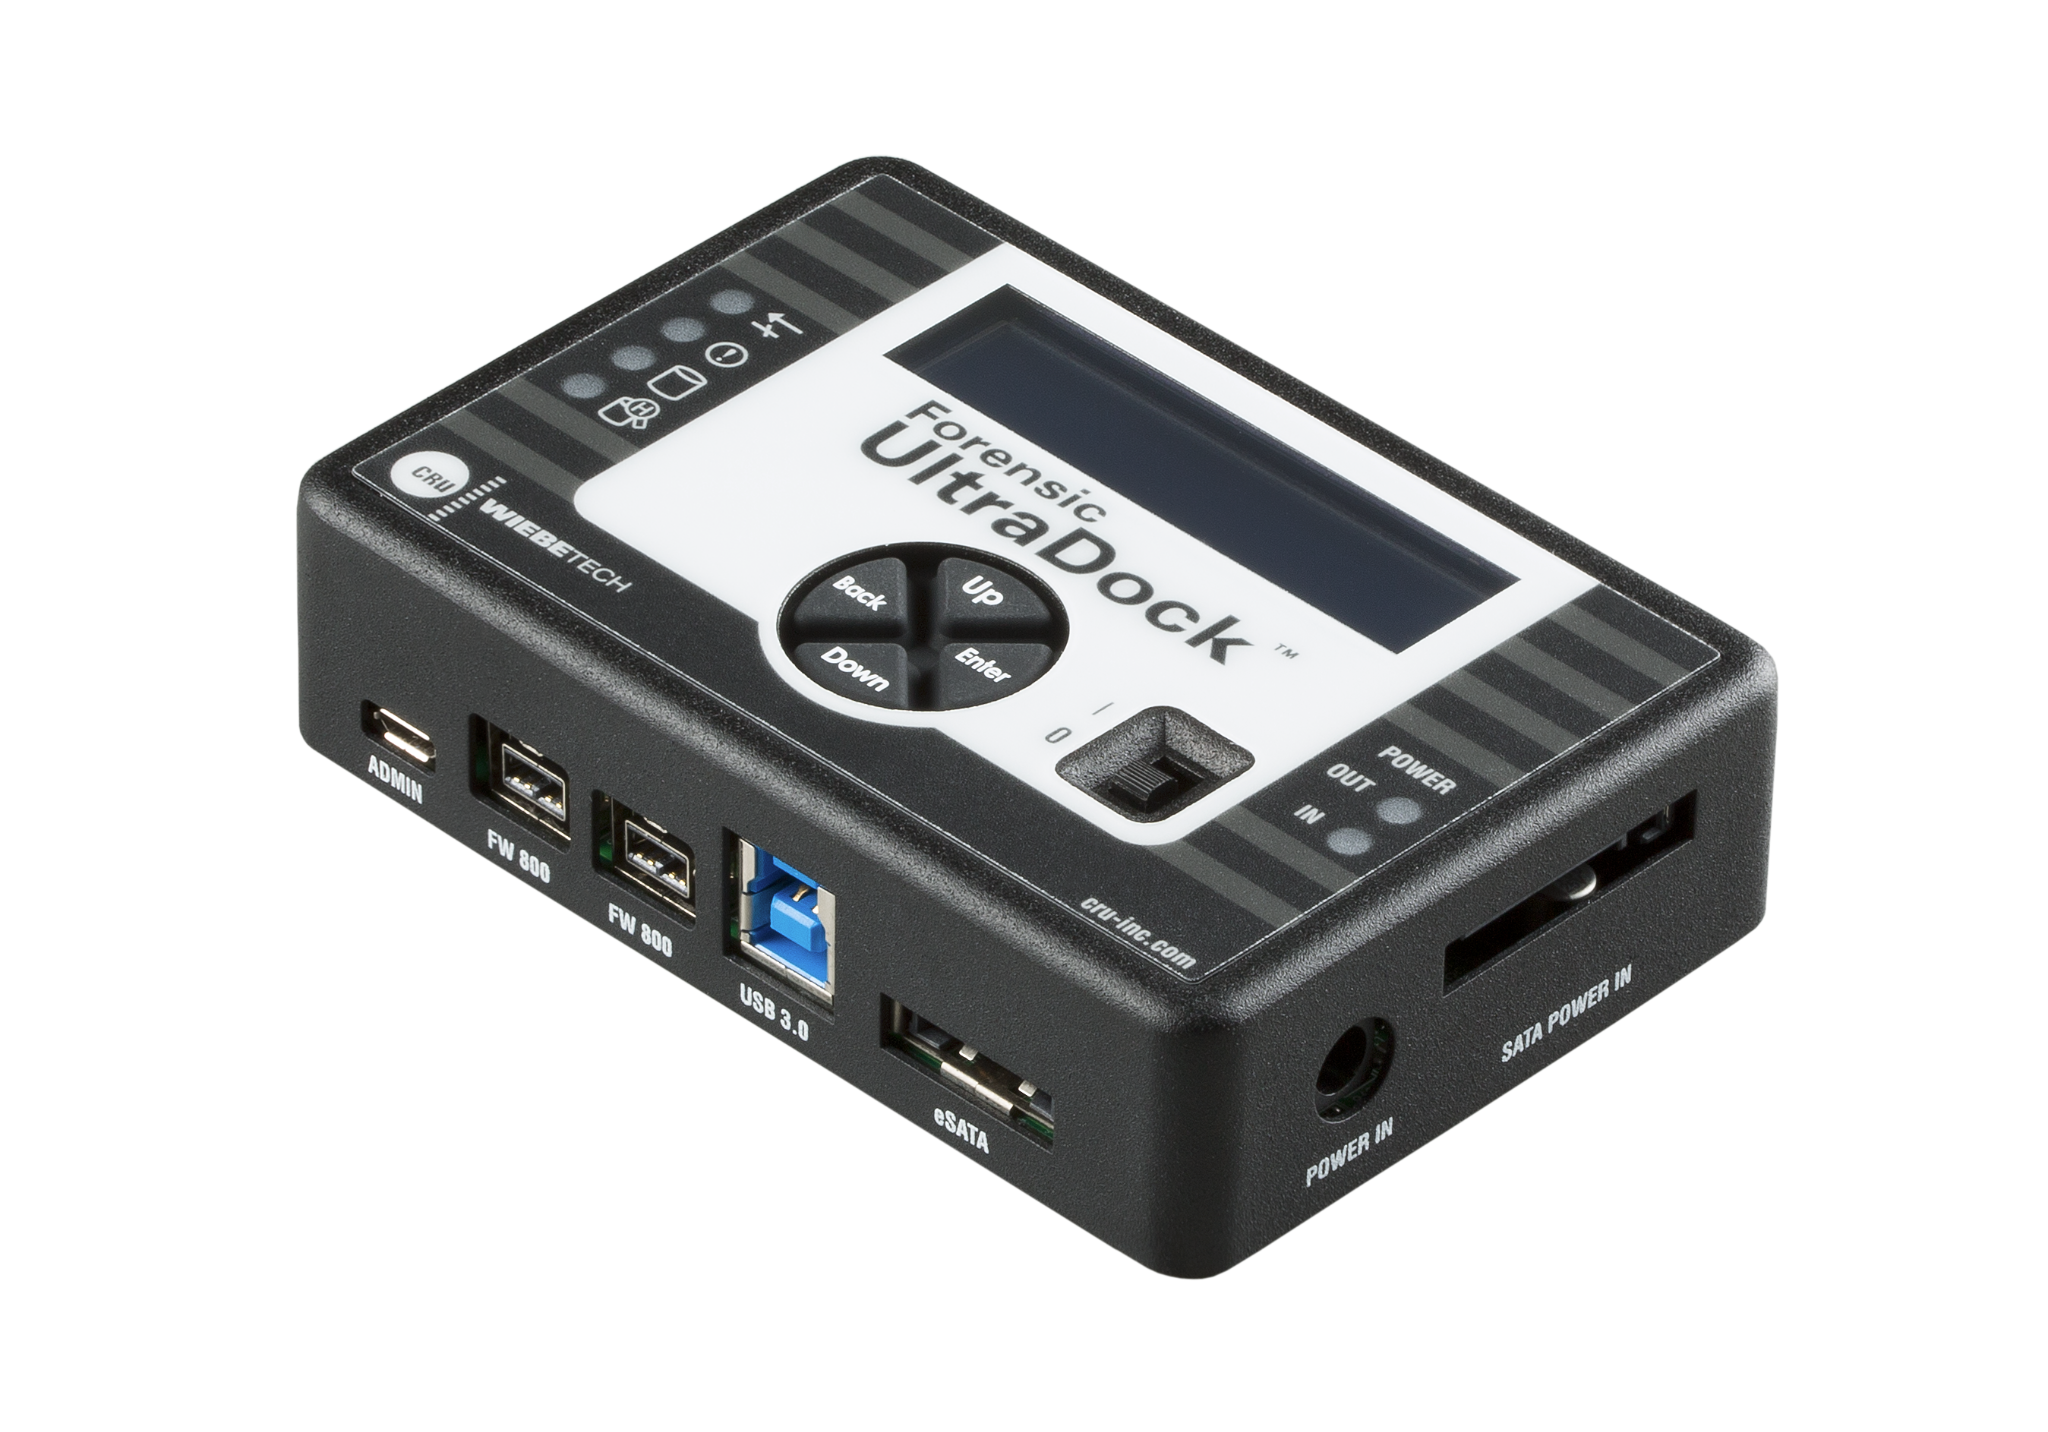 CRU
WIEBETECH
Forensic
UltraDock™
Back
Up
Down
Enter
I
0
POWER
OUT
IN
cru-inc.com
ADMIN
FW 800
FW 800
USB 3.0
eSATA
POWER IN
SATA POWER IN